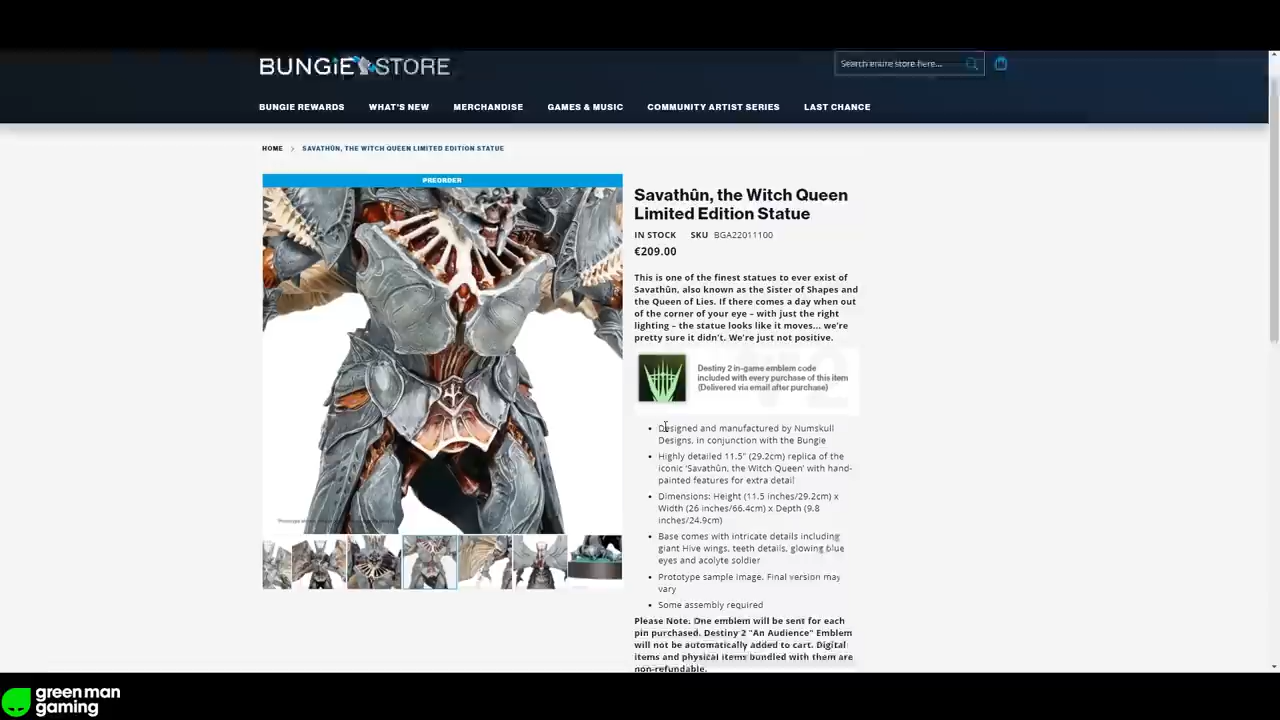 BUNGiE STORE
Search entire store here...
BUNGIE REWARDS WHAT'S NEW MERCHANDISE GAMES & MUSIC COMMUNITY ARTIST SERIES LAST CHANCE
HOME > SAVATHÛN, THE WITCH QUEEN LIMITED EDITION STATUE
PREORDER
Savathûn, the Witch Queen
Limited Edition Statue
IN STOCK SKU BGA22011100
€209.00
This is one of the finest statues to ever exist of
Savathûn, also known as the Sister of Shapes and
the Queen of Lies. If there comes a day when out
of the corner of your eye – with just the right
lighting – the statue looks like it moves... we're
pretty sure it didn't. We're just not positive.
Destiny 2 in-game emblem code
included with every purchase of this item
(Delivered via email after purchase)
• Designed and manufactured by Numskull
Designs, in conjunction with the Bungie
• Highly detailed 11.5" (29.2cm) replica of the
iconic 'Savathûn, the Witch Queen' with hand-
painted features for extra detail
• Dimensions: Height (11.5 inches/29.2cm) x
Width (26 inches/66.4cm) x Depth (9.8
inches/24.9cm)
• Base comes with intricate details including
giant Hive wings, teeth details, glowing blue
eyes and acolyte soldier
• Prototype sample image. Final version may
vary
• Some assembly required
Please Note: One emblem will be sent for each
pin purchased. Destiny 2 "An Audience" Emblem
will not be automatically added to cart. Digital
items and physical items bundled with them are
non-refundable.
green man
gaming